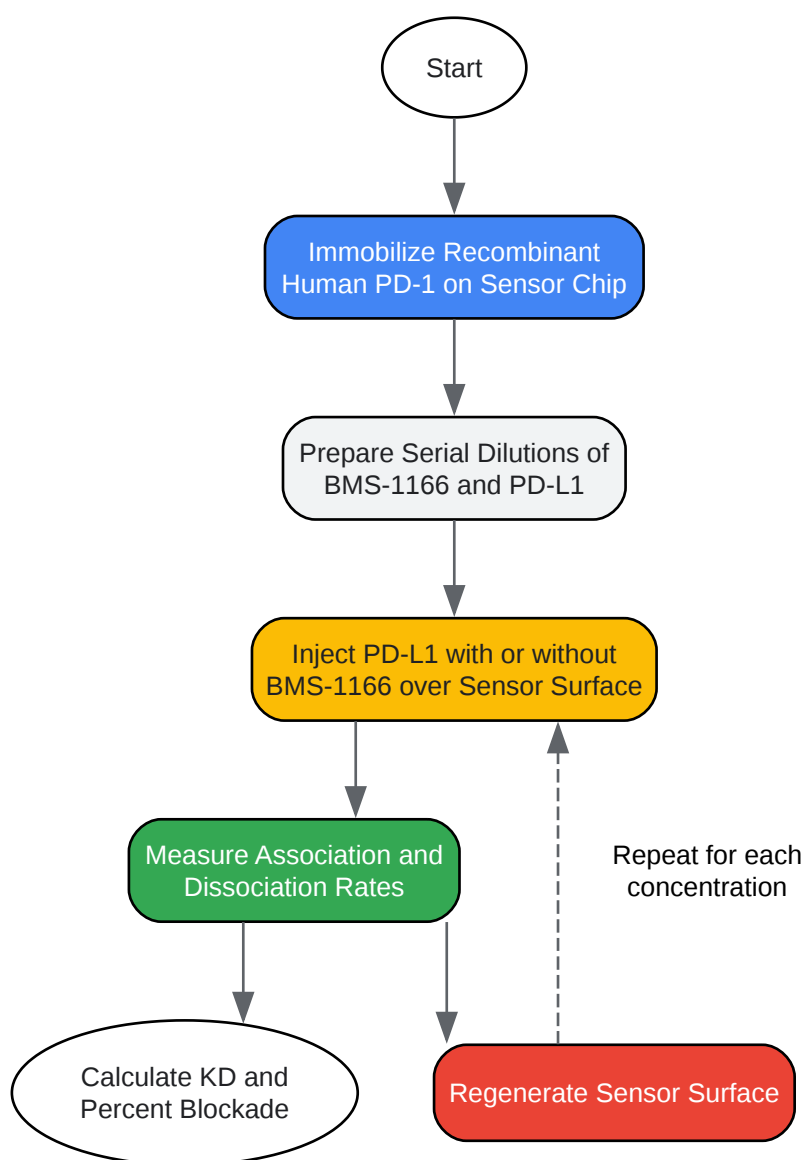 Start
Immobilize Recombinant
Human PD-1 on Sensor Chip
Prepare Serial Dilutions of
BMS-1166 and PD-L1
Inject PD-L1 with or without
BMS-1166 over Sensor Surface
Measure Association and
Dissociation Rates
Repeat for each
concentration
Calculate KD and
Percent Blockade
Regenerate Sensor Surface